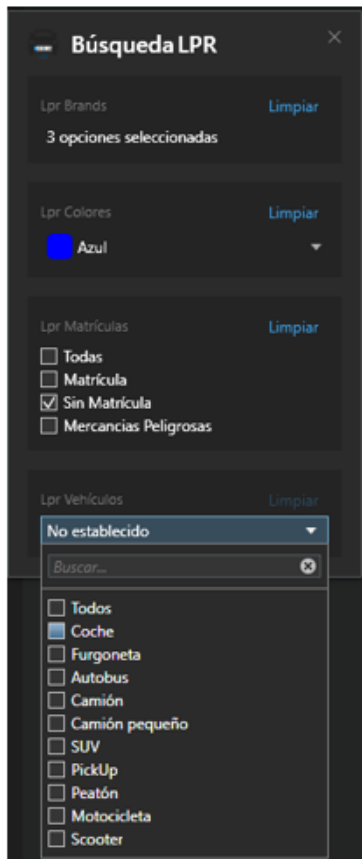 Búsqueda LPR
Lpr Brands Limpiar
3 opciones seleccionadas
Lpr Colores Limpiar
Azul
Lpr Matrículas Limpiar
Todas
Matrícula
Sin Matrícula
Mercancias Peligrosas
Lpr Vehículos Limpiar
No establecido
Buscar...
Todos
Coche
Furgoneta
Autobus
Camión
Camión pequeño
SUV
PickUp
Peatón
Motocicleta
Scooter